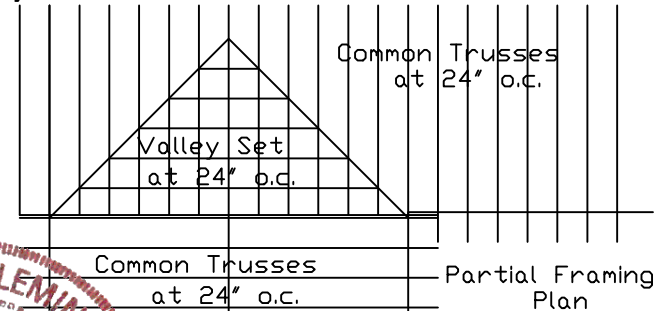 Common Trusses
at 24" o.c.
Valley Set
at 24" o.c.
Common Trusses
at 24" o.c.
Partial Framing
Plan